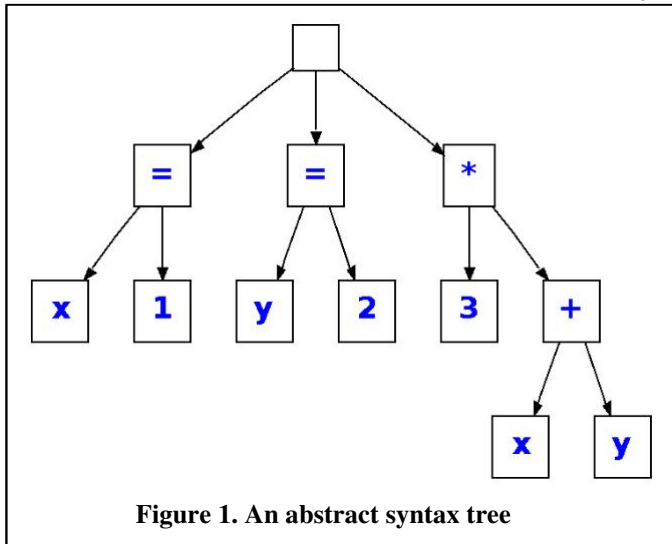 = = *
x 1 y 2 3 +
x y
Figure 1. An abstract syntax tree